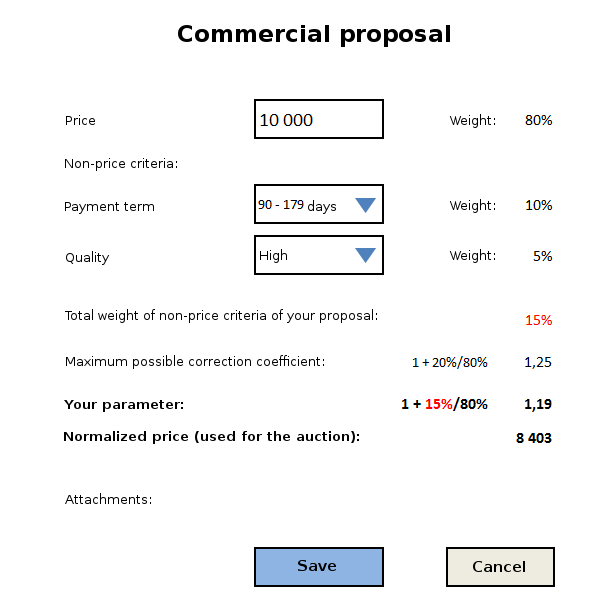 Commercial proposal
Price 10 000 Weight: 80%
Non-price criteria:
Payment term 90 - 179 days Weight: 10%
Quality High Weight: 5%
Total weight of non-price criteria of your proposal: 15%
Maximum possible correction coefficient: 1 + 20%/80% 1,25
Your parameter: 1 + 15%/80% 1,19
Normalized price (used for the auction): 8 403
Attachments:
Save Cancel